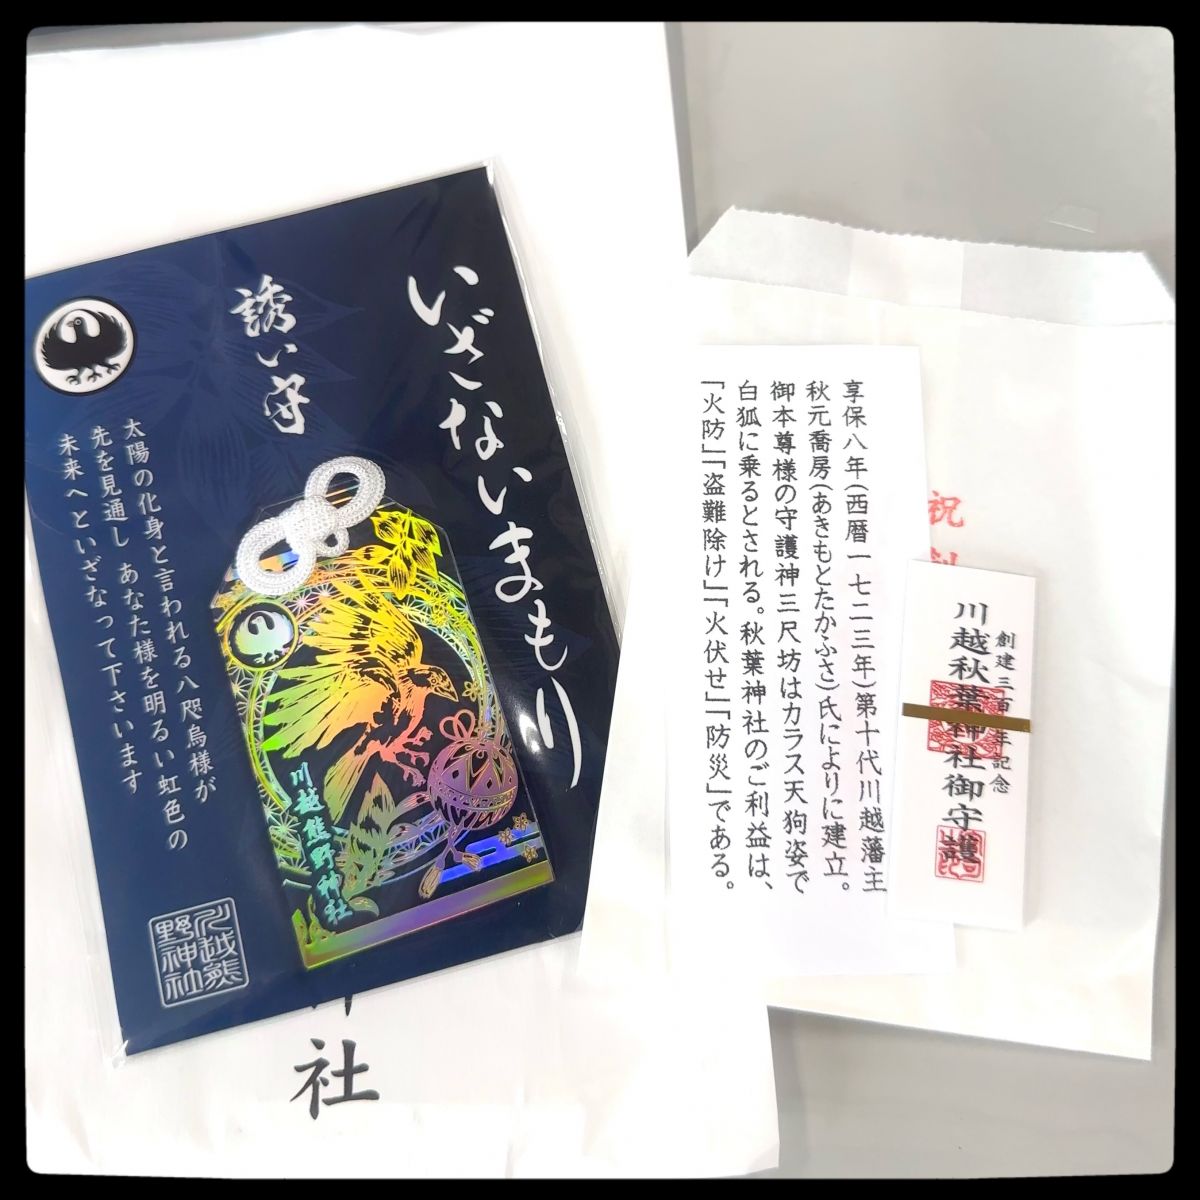 いざないまもり
誘い守
太陽の化身と言われる八咫烏様が
先を見通し あなた様を明るい虹色の
未来へといざなって下さいます
川越熊野神社
川越熊
野神社
社
享保八年(西暦一七二三年)第十代川越藩主
秋元喬房(あきもとたかふさ)氏によりに建立。
御本尊様の守護神三尺坊はカラス天狗姿で
白狐に乗るとされる。秋葉神社のご利益は、
「火防」「盗難除け」「火伏せ」「防災」である。
祝
創建三百年記念
川越秋葉神社御守護